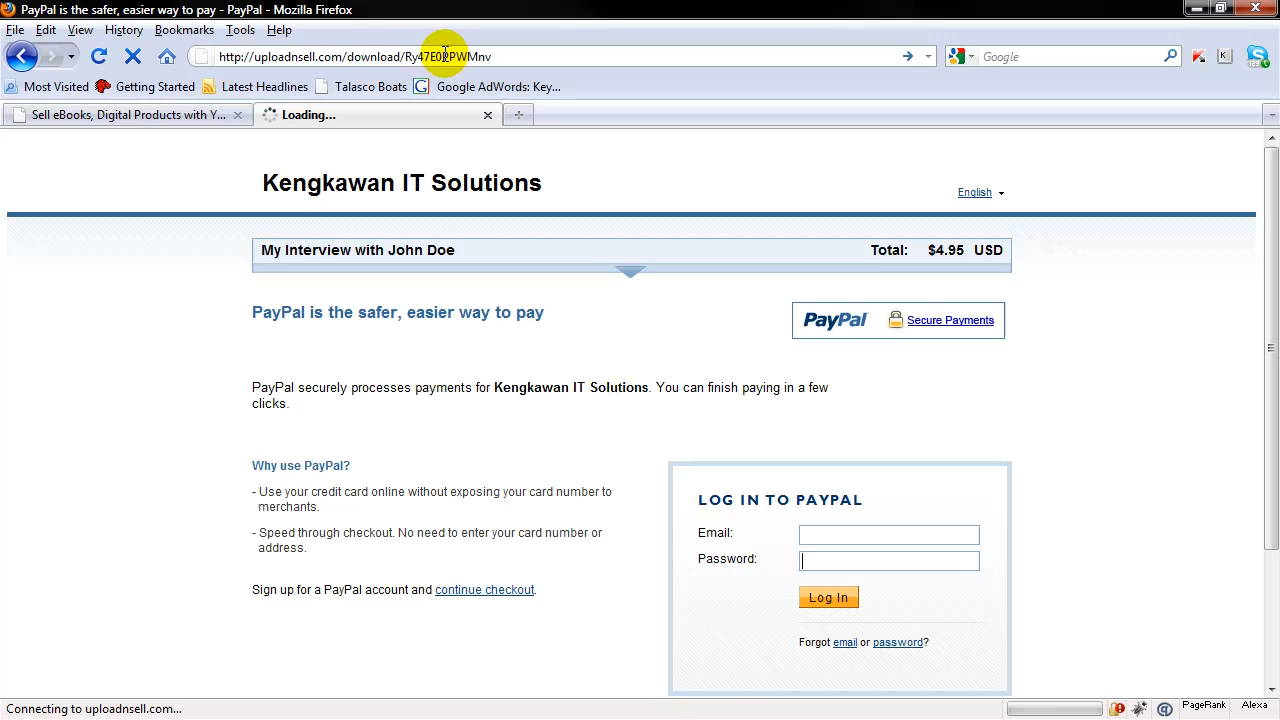 PayPal is the safer, easier way to pay - PayPal - Mozilla Firefox
File Edit View History Bookmarks Tools Help
http://uploadnsell.com/download/Ry47E02PWMnv
Google
Most Visited Getting Started Latest Headlines Talasco Boats Google AdWords: Key...
Sell eBooks, Digital Products with Y... Loading...
Kengkawan IT Solutions
English
My Interview with John Doe Total: $4.95 USD
PayPal is the safer, easier way to pay
PayPal Secure Payments
PayPal securely processes payments for Kengkawan IT Solutions. You can finish paying in a few
clicks.
Why use PayPal?
- Use your credit card online without exposing your card number to
merchants.
- Speed through checkout. No need to enter your card number or
address.
Sign up for a PayPal account and continue checkout.
LOG IN TO PAYPAL
Email:
Password:
Log In
Forgot email or password?
Connecting to uploadnsell.com...
PageRank Alexa